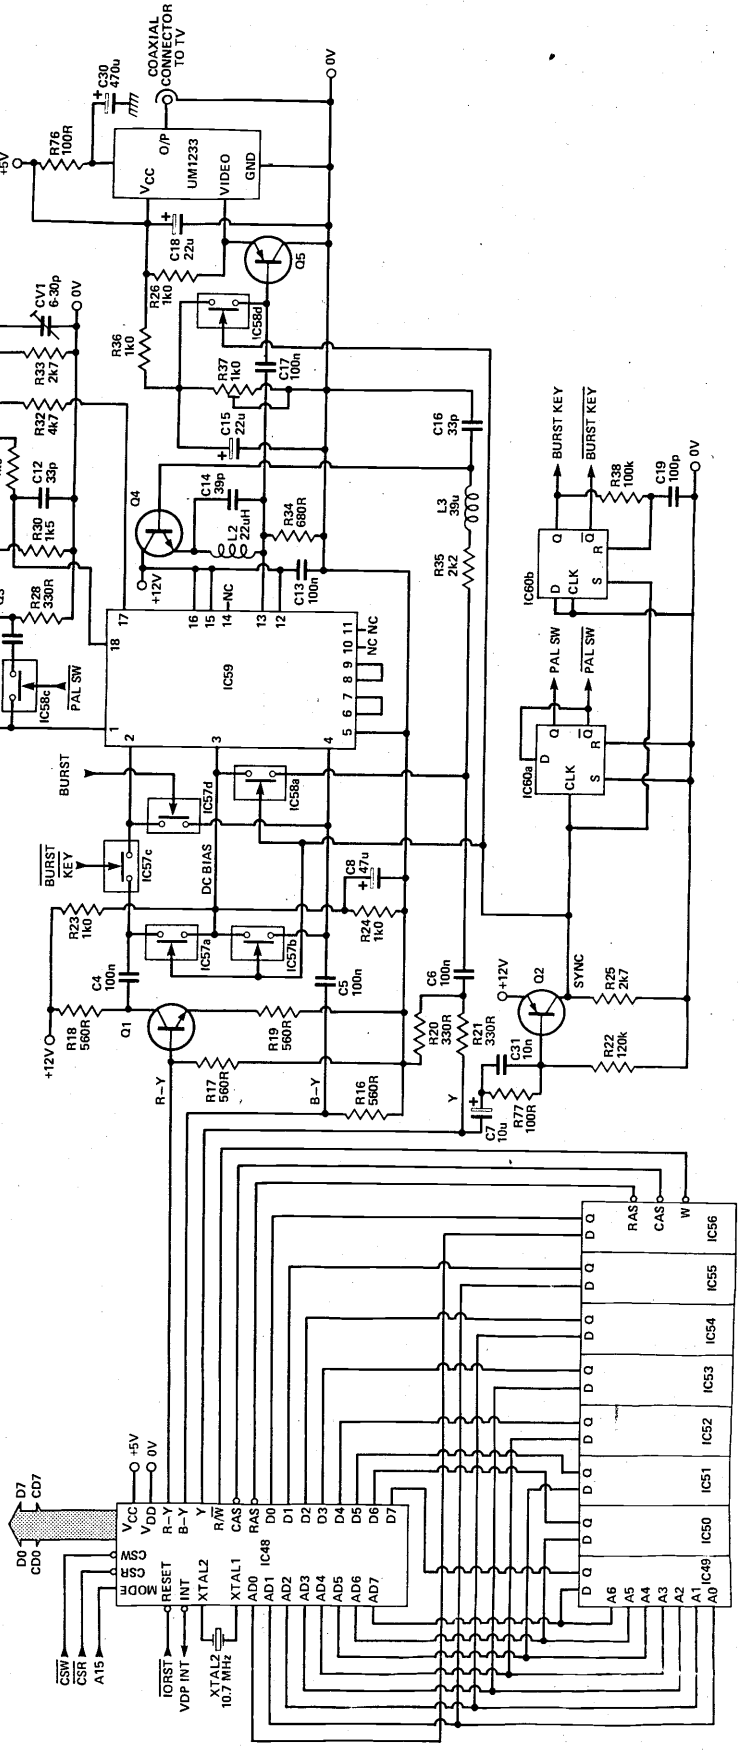 COAXIAL
CONNECTOR
TO TV
0V
C30
470u
+
R76
100R
+5V
O/P
VCC
UM1233
VIDEO
GND
C18
22u
+
Q5
R26
1k0
IC58d
CV1
6-30p
0V
R36
1k0
R33
2k7
R37
1k0
C17
100n
R32
4k7
C15
22u
+
C16
33p
C12
33p
Q4
C14
39p
L2
22uH
R34
680R
L3
39u
R35
2k2
R30
1k5
+12V
C13
100n
R28
330R
IC58c
PAL SW
18
17
16
15
14
NC
13
12
11
10
NC NC
9
8
7
6
5
IC59
1
2
3
4
BURST KEY
BURST KEY
R38
100k
C19
100p
0V
Q
Q
D
CLK
R
S
IC60b
PAL SW
PAL SW
D
Q
Q
CLK
R
S
IC60a
BURST
IC57d
IC58a
BURST
KEY
IC57c
DC BIAS
R23
1k0
C8
47u
+
R24
1k0
IC57a
IC57b
C4
100n
C5
100n
C6
100n
+12V
R18
560R
Q1
R19
560R
R17
560R
R16
560R
R20
330R
R21
330R
+12V
Q2
SYNC
R25
2k7
R22
120k
C31
10n
R77
100R
C7
10u
+
R–Y
B–Y
Y
D0 D7
CD0 CD7
+5V
0V
CSW
CSR
A15
IORST
VDP INT
XTAL2
10.7 MHz
VCC
VDD
R–Y
B–Y
Y
R/W
CAS
RAS
D0
D1
D2
D3
D4
D5
D6
D7
IC48
CSW
CSR
MODE
RESET
INT
XTAL2
XTAL1
AD0
AD1
AD2
AD3
AD4
AD5
AD6
AD7
RAS
CAS
W
D Q
IC56
D Q
IC55
D Q
IC54
D Q
IC53
D Q
IC52
D Q
IC51
D Q
IC50
D Q
IC49
A6
A5
A4
A3
A2
A1
A0